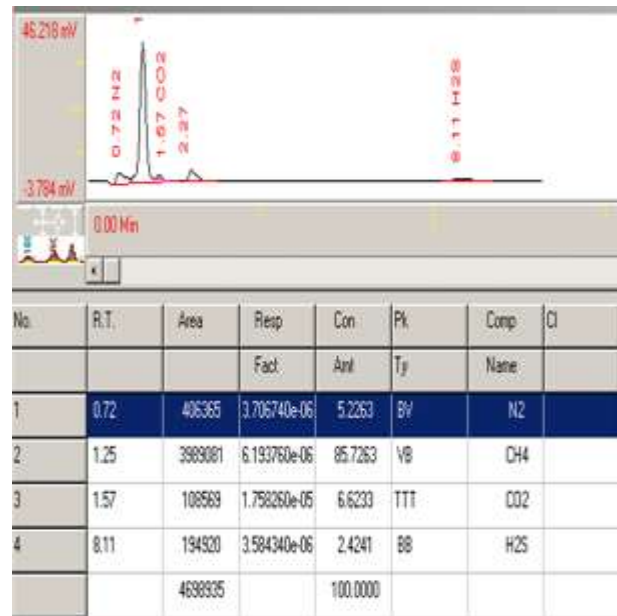 46.218 mV
-3.784 mV
0.72 N2
1
1.57 CO2
2.27
8.11 H2S
0.00 Min
No. R.T. Area Resp Con Pk Comp Cl
Fact Amt Ty Name
1 0.72 406365 3.706740e-06 5.2263 BV N2
2 1.25 3989081 6.193760e-06 85.7263 VB CH4
3 1.57 108569 1.758260e-05 6.6233 TTT CO2
4 8.11 194920 3.584340e-06 2.4241 BB H2S
4698935 100.0000